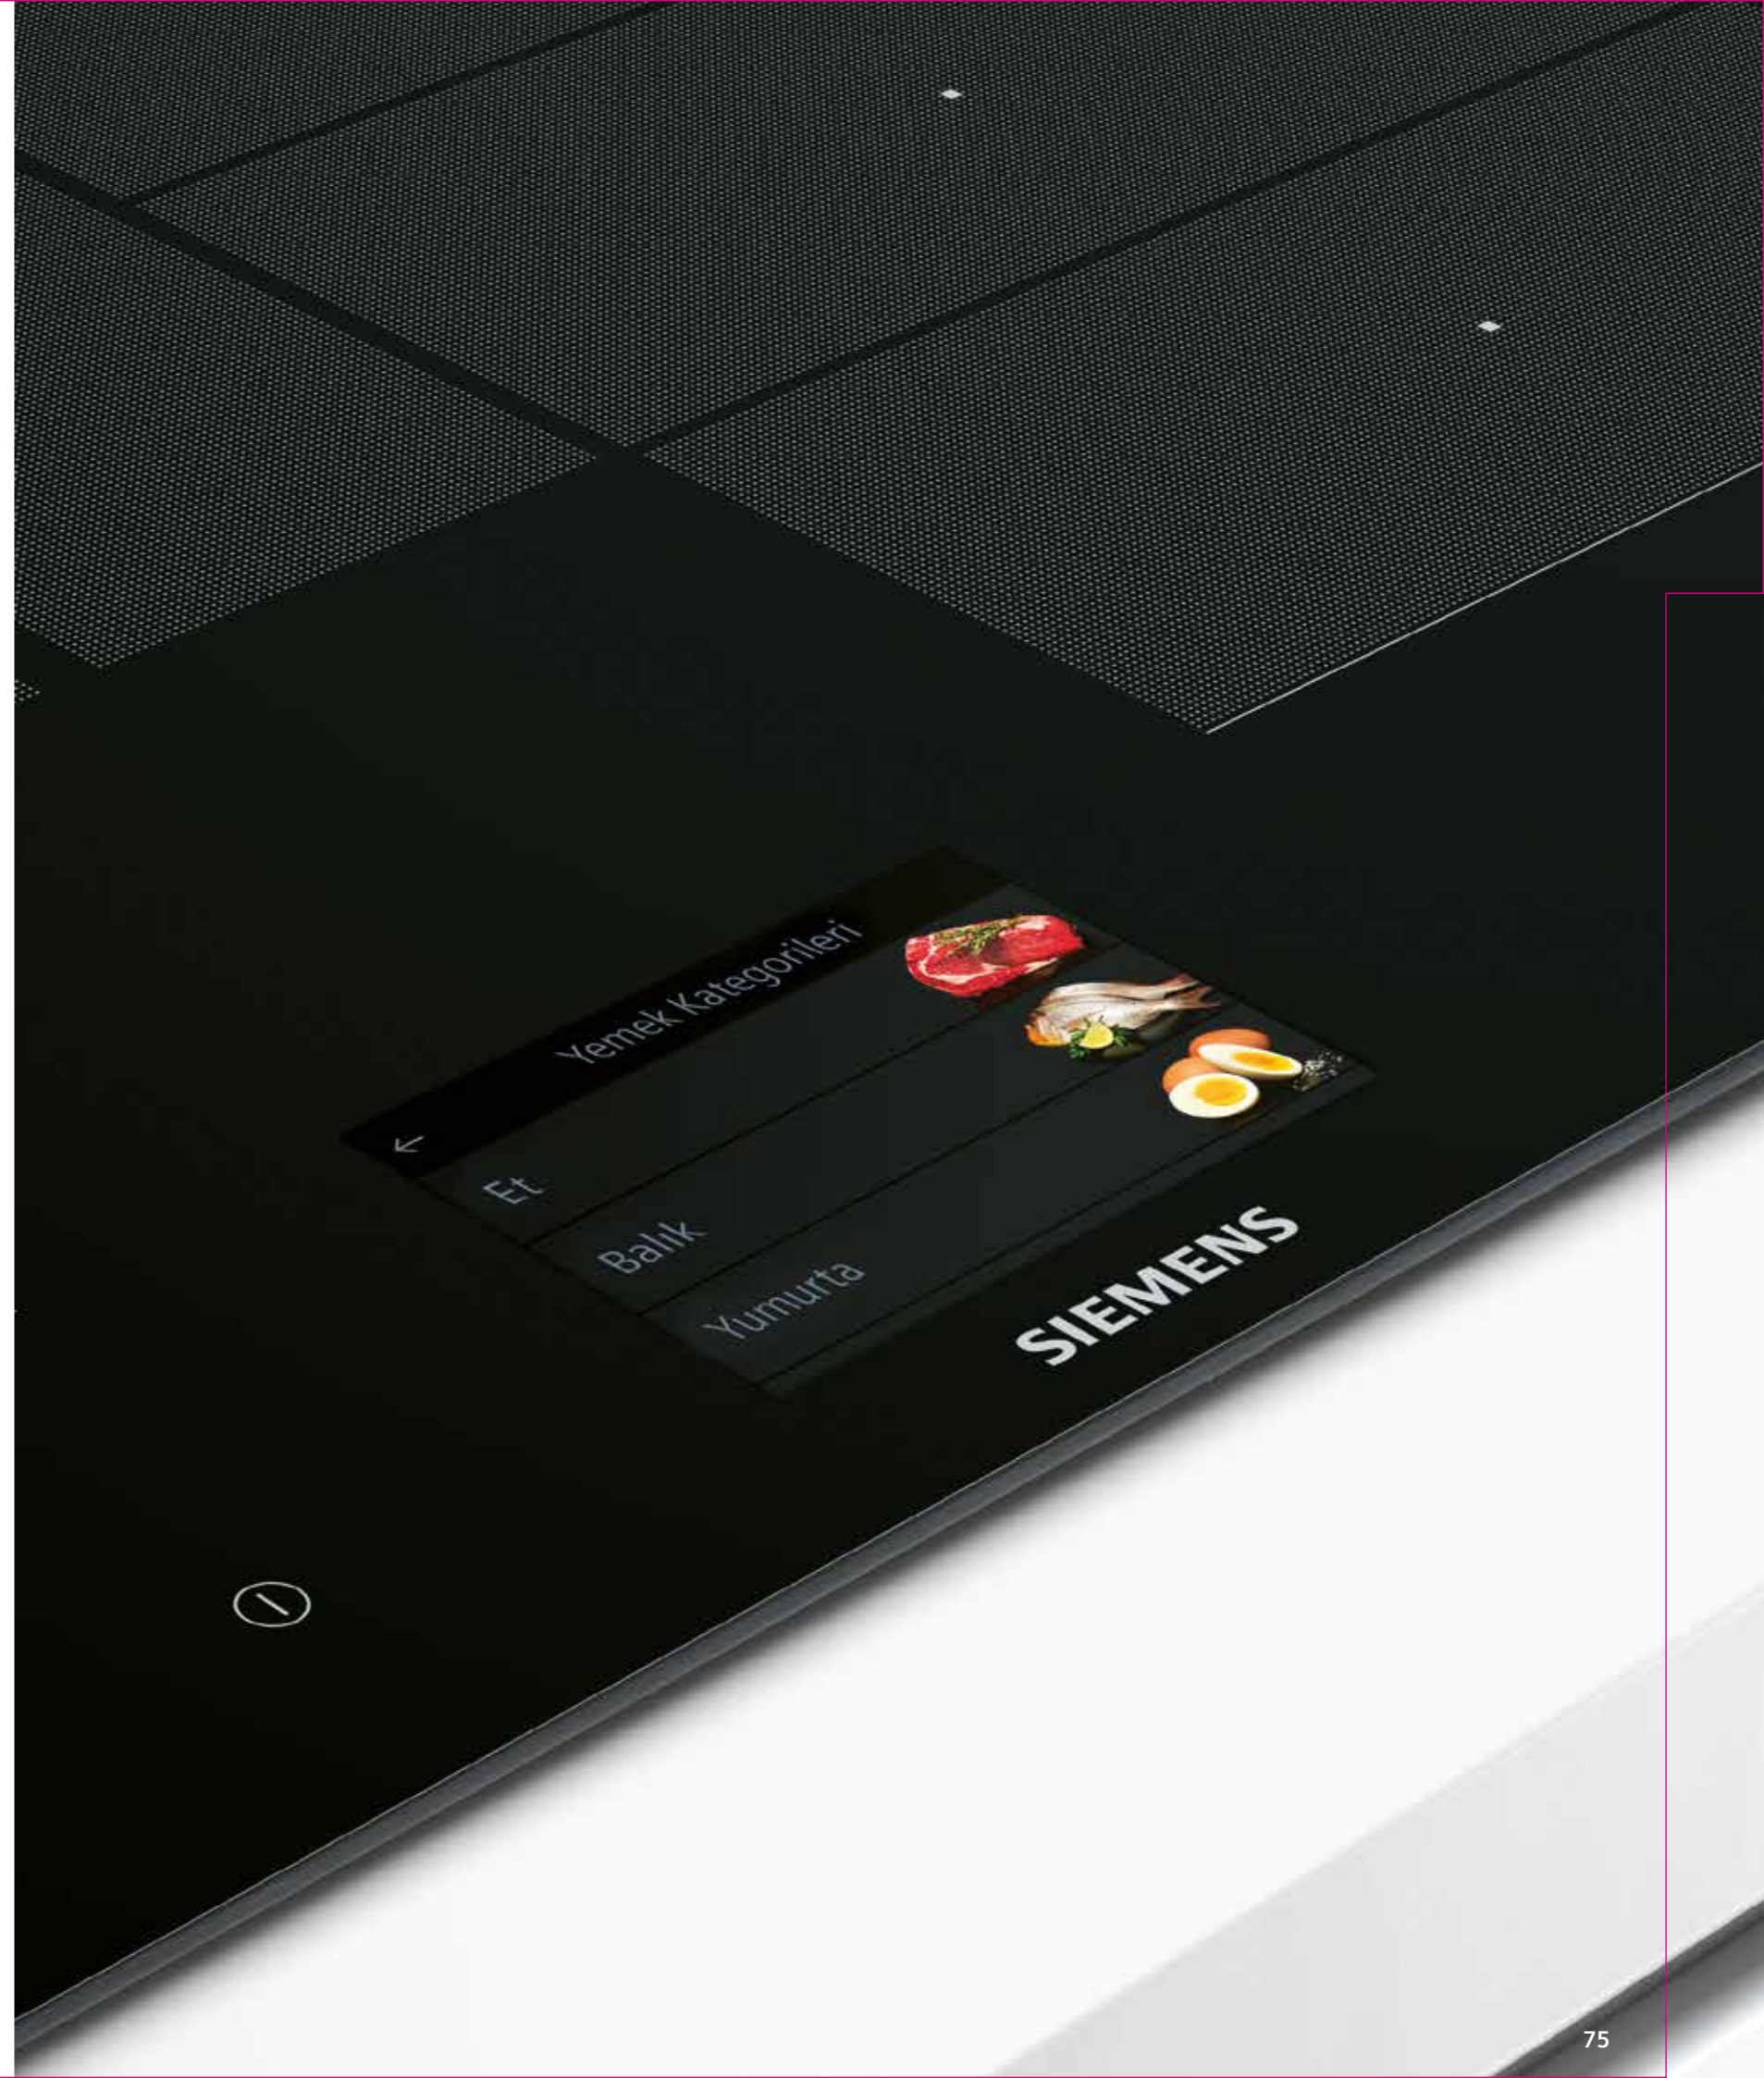 ←
Yemek Kategorileri
Et
Balık
Yumurta
SIEMENS
75